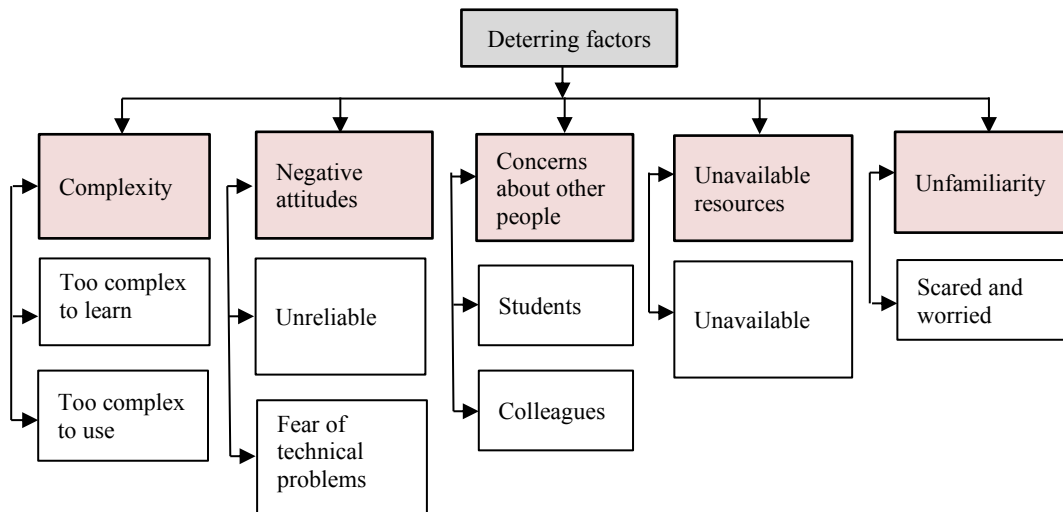 Deterring factors
Complexity
Too complex
to learn
Too complex
to use
Negative
attitudes
Unreliable
Fear of
technical
problems
Concerns
about other
people
Students
Colleagues
Unavailable
resources
Unavailable
Unfamiliarity
Scared and
worried